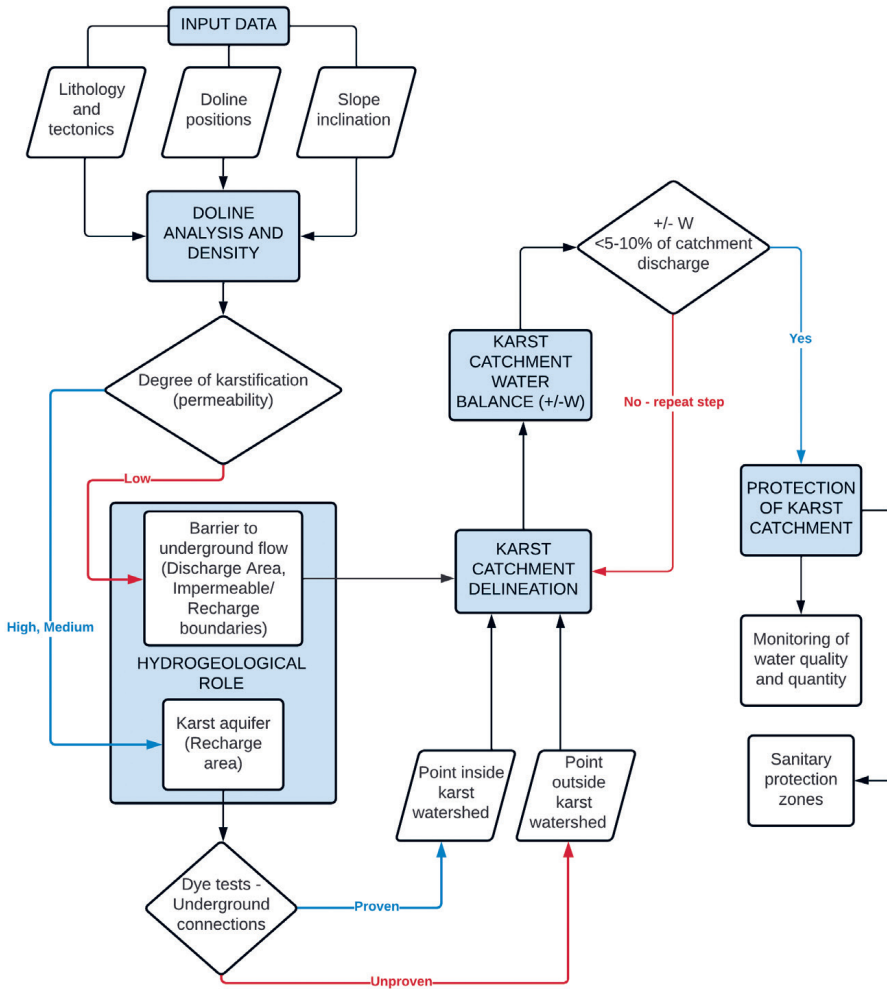 INPUT DATA
Lithology
and
tectonics
Doline
positions
Slope
inclination
DOLINE
ANALYSIS AND
DENSITY
+/- W
<5-10% of catchment
discharge
Yes
KARST
CATCHMENT
WATER
BALANCE (+/-W)
No - repeat step
Degree of karstification
(permeability)
Low
High, Medium
Barrier to
underground flow
(Discharge Area,
Impermeable/
Recharge
boundaries)
HYDROGEOLOGICAL
ROLE
Karst aquifer
(Recharge
area)
KARST
CATCHMENT
DELINEATION
PROTECTION
OF KARST
CATCHMENT
Monitoring of
water quality
and quantity
Sanitary
protection
zones
Point inside
karst
watershed
Point
outside
karst
watershed
Dye tests -
Underground
connections
Proven
Unproven